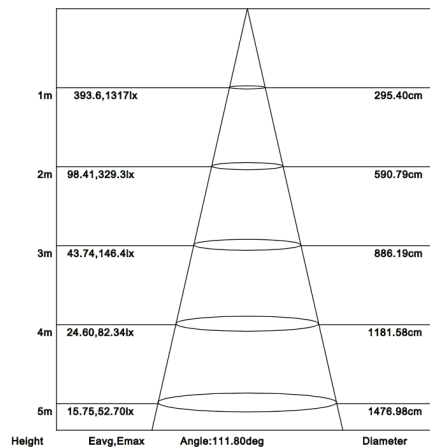 1m 393.6,1317lx 295.40cm
2m 98.41,329.3lx 590.79cm
3m 43.74,146.4lx 886.19cm
4m 24.60,82.34lx 1181.58cm
5m 15.75,52.70lx 1476.98cm
Height Eavg,Emax Angle:111.80deg Diameter